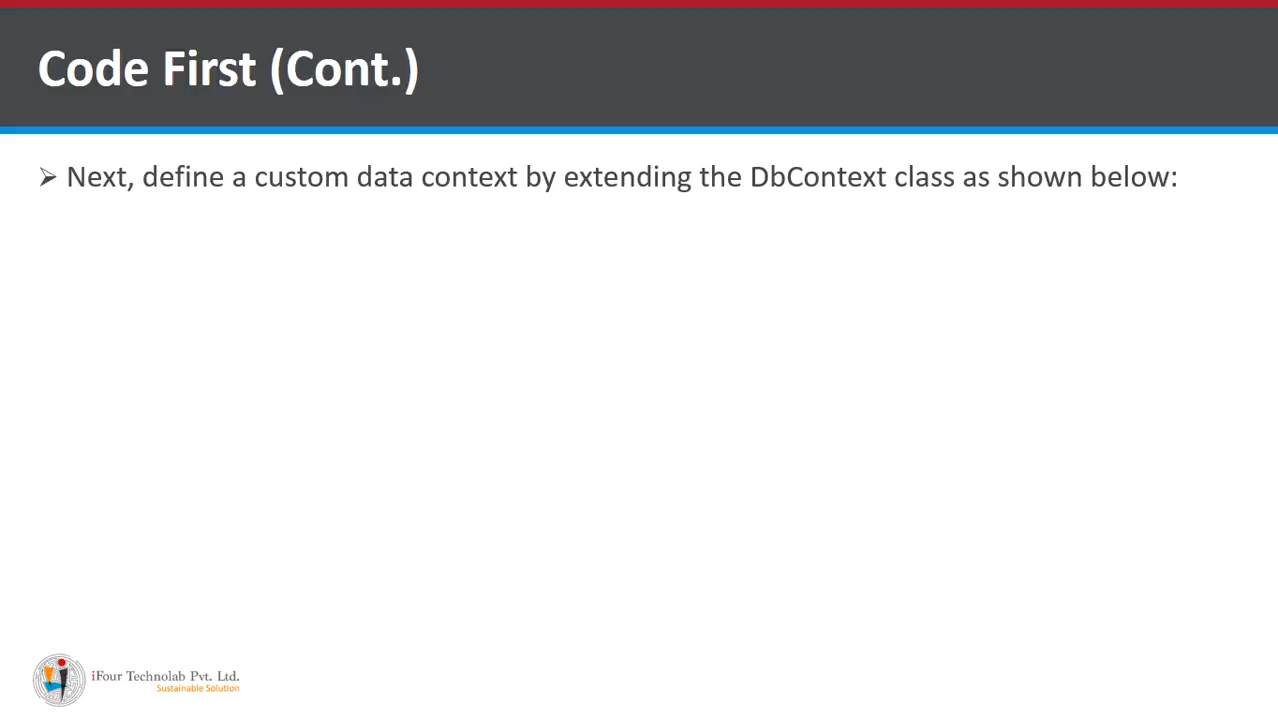 Code First (Cont.)
➢ Next, define a custom data context by extending the DbContext class as shown below:
iFour Technolab Pvt. Ltd.
Sustainable Solution